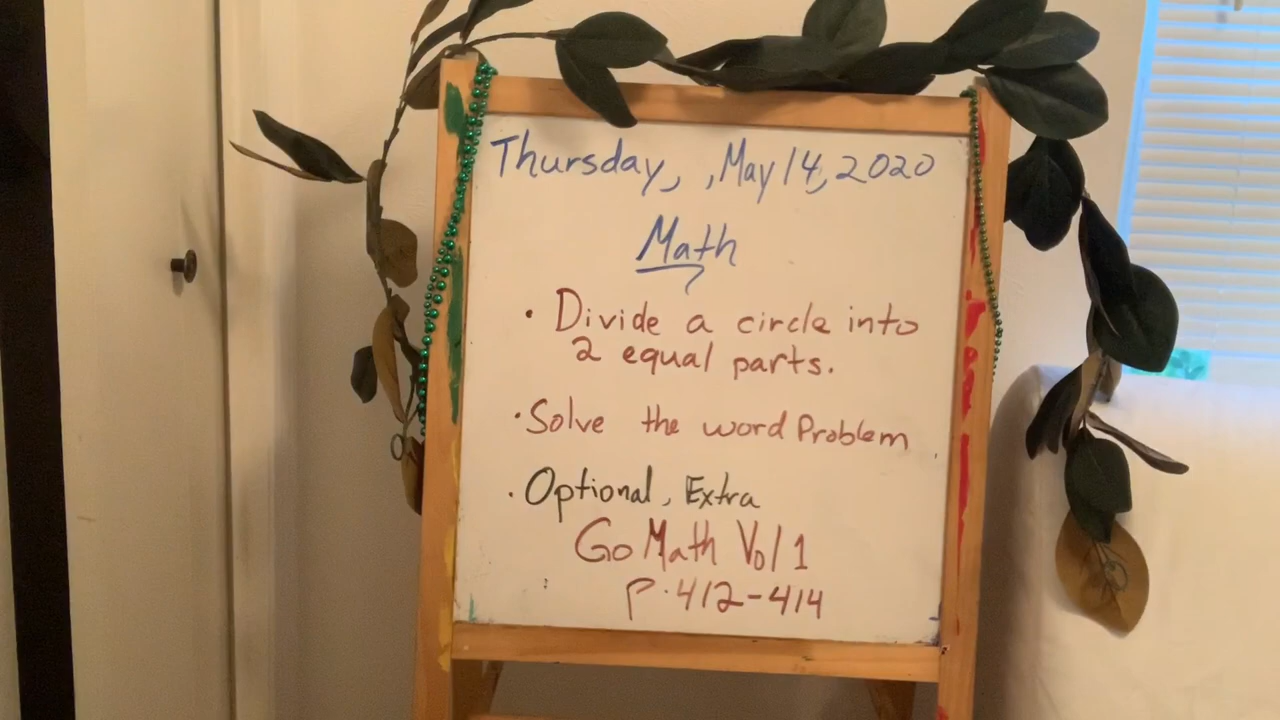 Thursday, , May 14, 2020
Math
· Divide a circle into
2 equal parts.
· Solve the word Problem
· Optional, Extra
Go Math Vol 1
P. 412-414